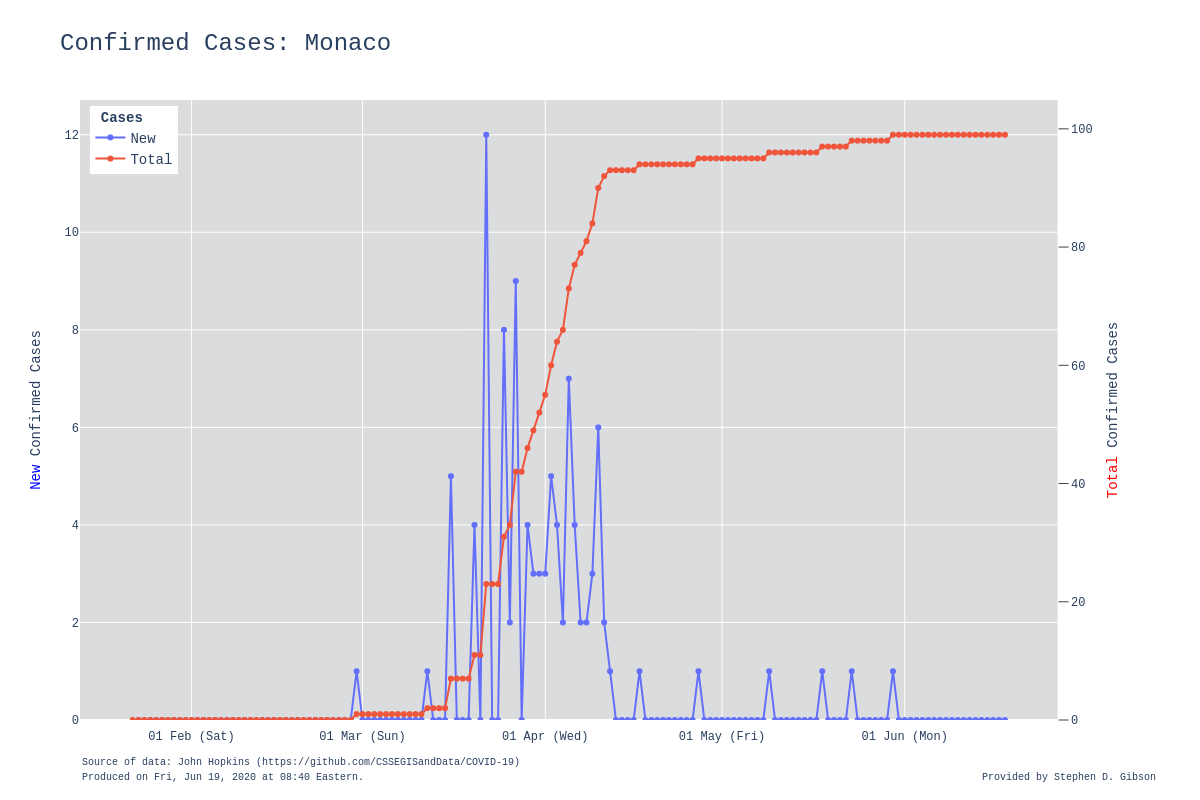 Confirmed Cases: Monaco
Cases
New
Total
12
10
8
6
4
2
0
100
80
60
40
20
0
New Confirmed Cases
Total Confirmed Cases
01 Feb (Sat)
01 Mar (Sun)
01 Apr (Wed)
01 May (Fri)
01 Jun (Mon)
Source of data: John Hopkins (https://github.com/CSSEGISandData/COVID-19)
Produced on Fri, Jun 19, 2020 at 08:40 Eastern.
Provided by Stephen D. Gibson